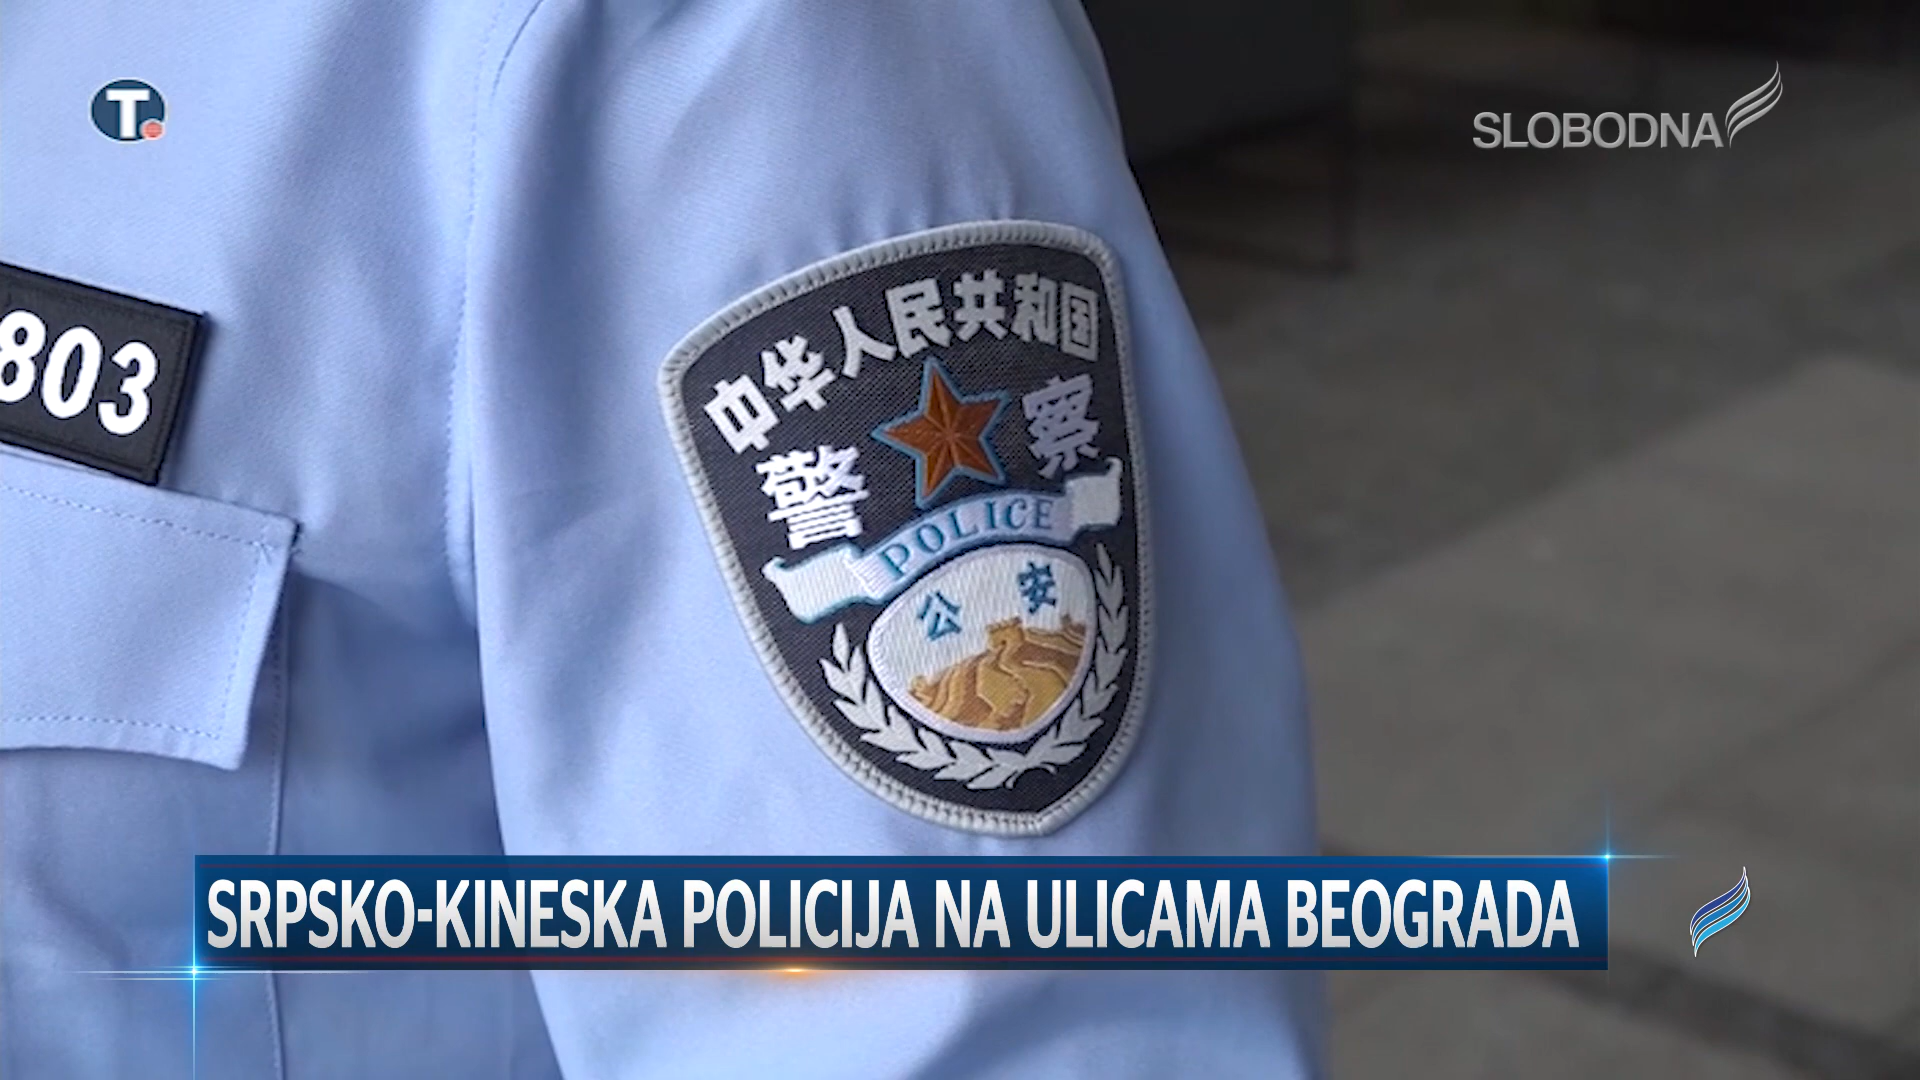 T.
SLOBODNA
803
中华人民共和国
警 察
POLICE
公 安
SRPSKO-KINESKA POLICIJA NA ULICAMA BEOGRADA